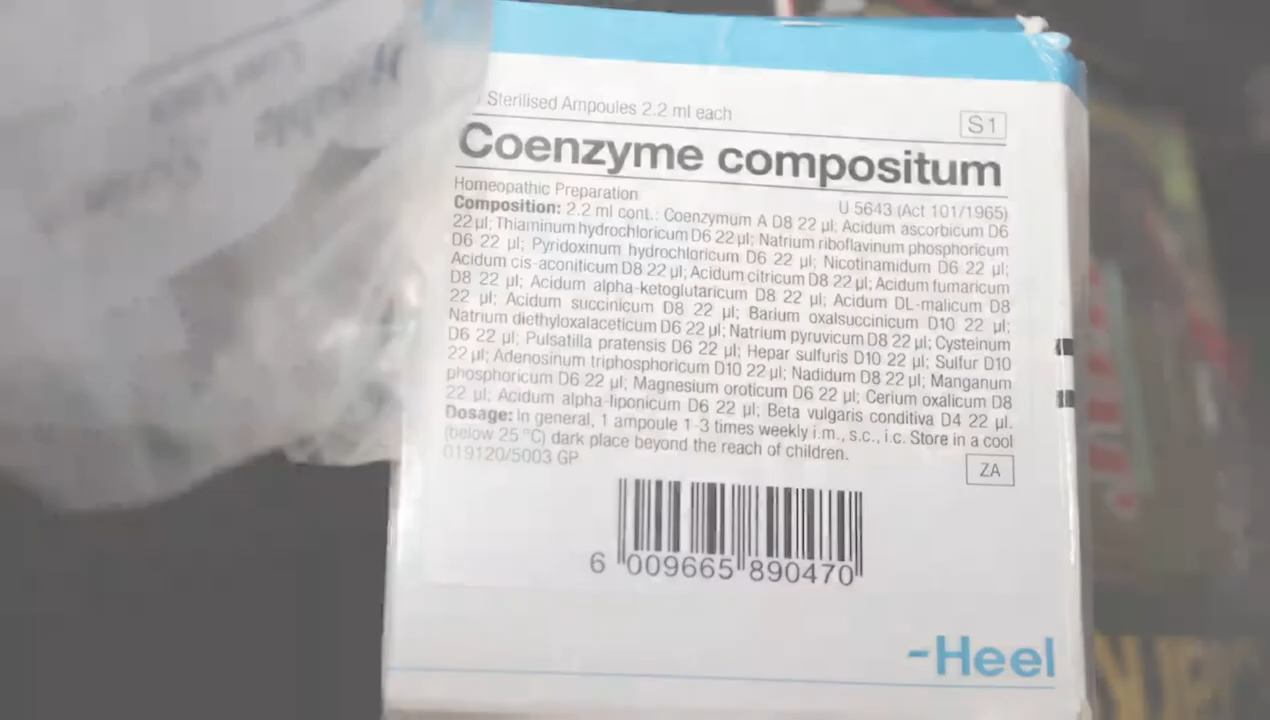 Sterilised Ampoules 2.2 ml each
S1
Coenzyme compositum
Homeopathic Preparation
U 5643 (Act 101/1965)
Composition: 2.2 ml cont.: Coenzymum A D8 22 µl; Acidum ascorbicum D6
22 µl; Thiaminum hydrochloricum D6 22 µl; Natrium riboflavinum phosphoricum
D6 22 µl; Pyridoxinum hydrochloricum D6 22 µl; Nicotinamidum D6 22 µl;
Acidum cis-aconiticum D8 22 µl; Acidum citricum D8 22 µl; Acidum fumaricum
D8 22 µl; Acidum alpha-ketoglutaricum D8 22 µl; Acidum DL-malicum D8
22 µl; Acidum succinicum D8 22 µl; Barium oxalsuccinicum D10 22 µl;
Natrium diethyloxalaceticum D6 22 µl; Natrium pyruvicum D8 22 µl; Cysteinum
D6 22 µl; Pulsatilla pratensis D6 22 µl; Hepar sulfuris D10 22 µl; Sulfur D10
22 µl; Adenosinum triphosphoricum D10 22 µl; Nadidum D8 22 µl; Manganum
phosphoricum D6 22 µl; Magnesium oroticum D6 22 µl; Cerium oxalicum D8
22 µl; Acidum alpha-liponicum D6 22 µl; Beta vulgaris conditiva D4 22 µl.
Dosage: In general, 1 ampoule 1-3 times weekly i.m., s.c., i.c. Store in a cool
(below 25 °C) dark place beyond the reach of children.
019120/5003 GP
ZA
6 009665 890470
-Heel